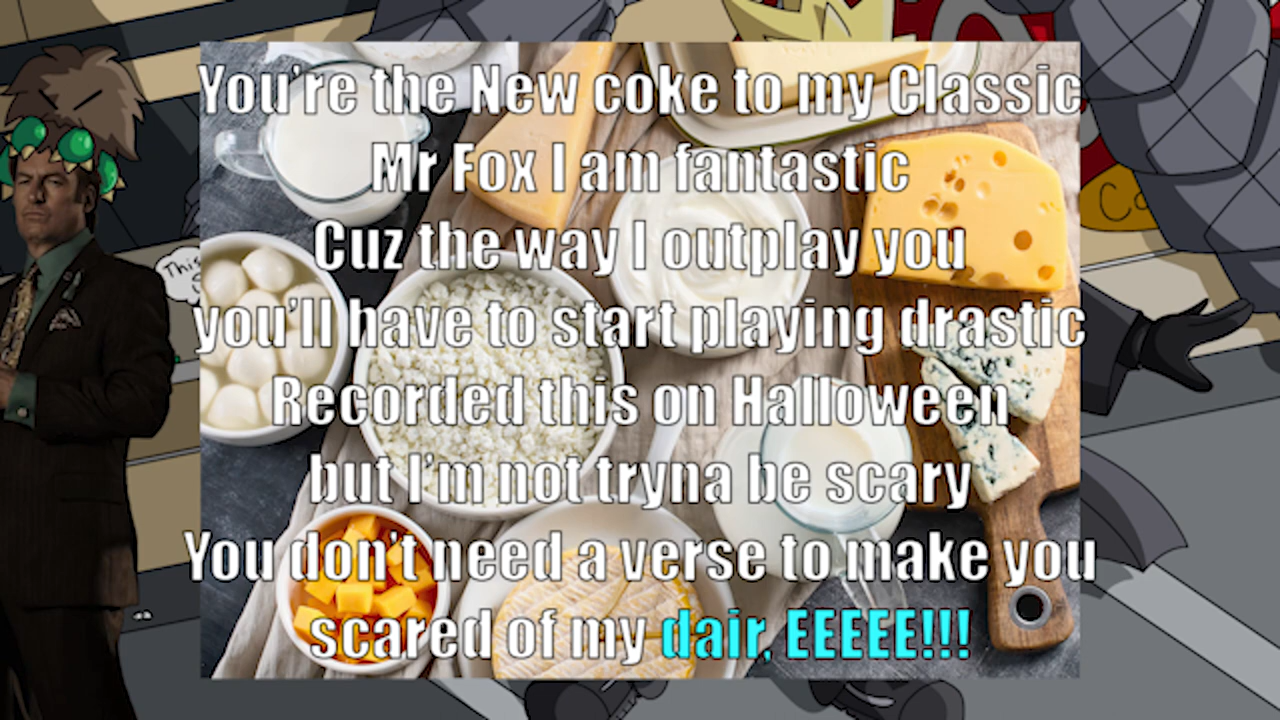 You're the New coke to my Classic
Mr Fox I am fantastic
Cuz the way I outplay you
you'll have to start playing drastic
Recorded this on Halloween
but I'm not tryna be scary
You don't need a verse to make you
scared of my dair, EEEEE!!!
This